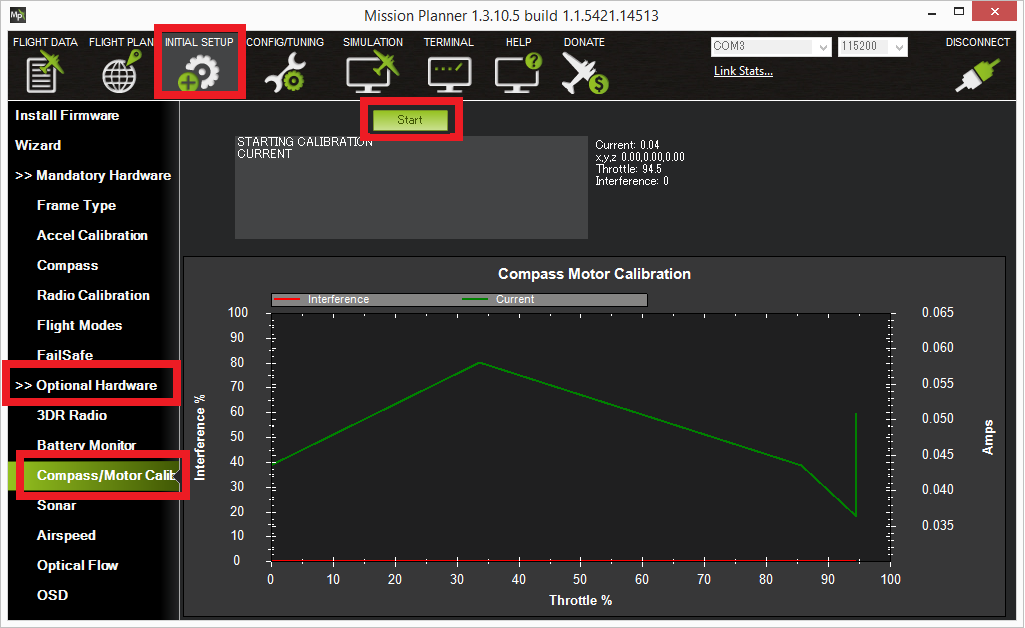 Mp
Mission Planner 1.3.10.5 build 1.1.5421.14513
FLIGHT DATA FLIGHT PLAN INITIAL SETUP CONFIG/TUNING SIMULATION TERMINAL HELP DONATE
COM3 115200 DISCONNECT
Link Stats...
Install Firmware
Wizard
>> Mandatory Hardware
Frame Type
Accel Calibration
Compass
Radio Calibration
Flight Modes
FailSafe
>> Optional Hardware
3DR Radio
Battery Monitor
Compass/Motor Calib
Sonar
Airspeed
Optical Flow
OSD
Start
STARTING CALIBRATION
CURRENT
Current: 0.04
x,y,z 0.00,0.00,0.00
Throttle: 94.5
Interference: 0
Compass Motor Calibration
Interference Current
Interference %
100
90
80
70
60
50
40
30
20
10
0
0 10 20 30 40 50 60 70 80 90 100
Throttle %
0.065
0.060
0.055
0.050
0.045
0.040
0.035
Amps